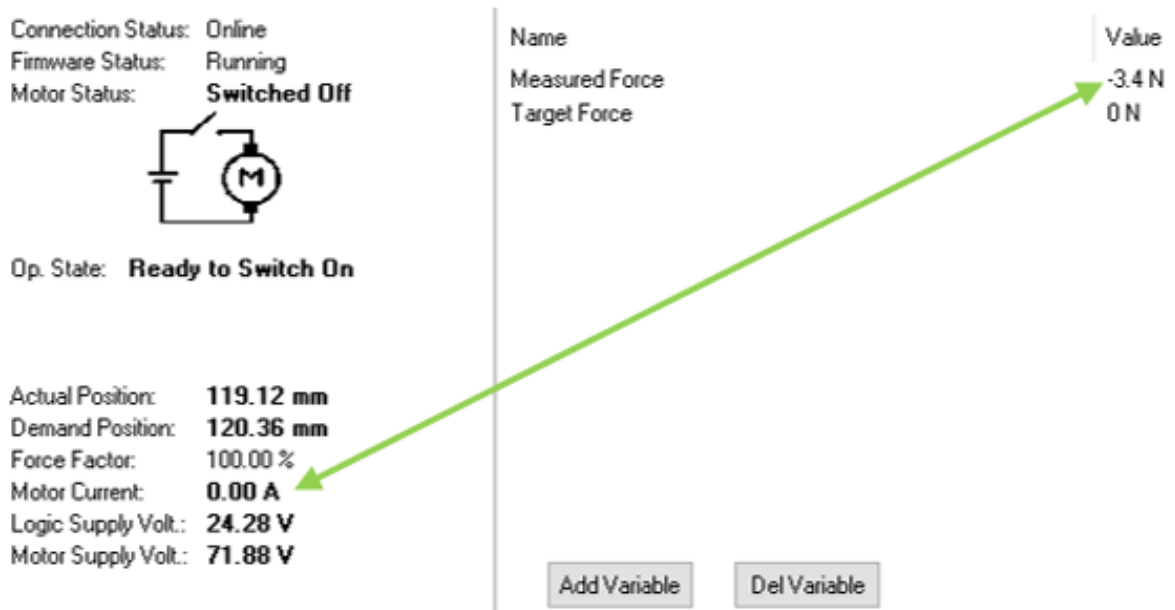 Connection Status: Online
Firmware Status: Running
Motor Status: Switched Off
M
Op. State: Ready to Switch On
Actual Position: 119.12 mm
Demand Position: 120.36 mm
Force Factor: 100.00 %
Motor Current: 0.00 A
Logic Supply Volt.: 24.28 V
Motor Supply Volt.: 71.88 V
Name Value
Measured Force -3.4 N
Target Force 0 N
Add Variable Del Variable